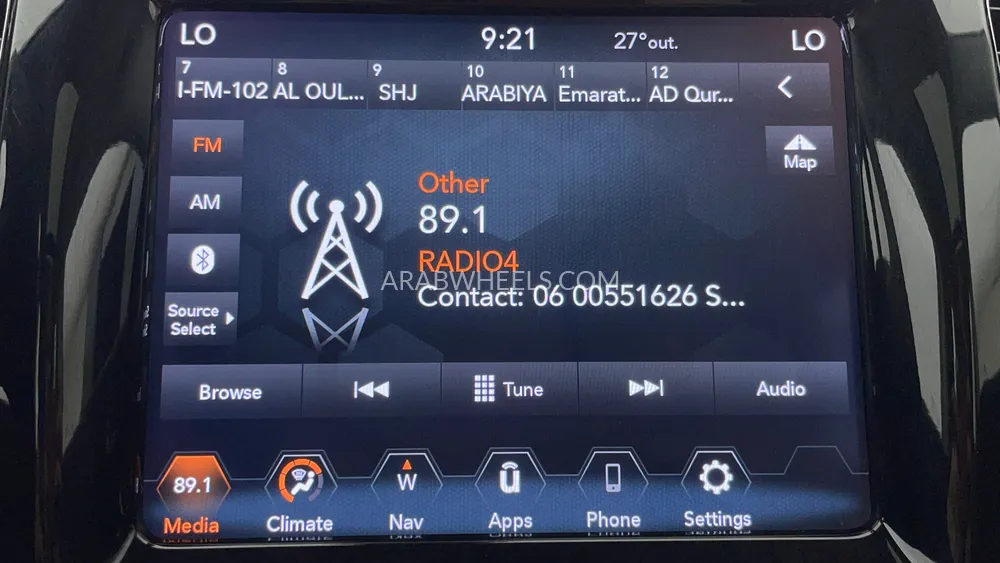 LO 9:21 27°out. LO
7 8 9 10 11 12
I-FM-102 AL OUL... SHJ ARABIYA Emarat... AD Qur...
FM
Map
AM
Other
89.1
RADIO4
ARABWHEELS.COM
Contact: 06 00551626 S...
Source
Select
Browse Tune Audio
89.1 W
Media Climate Nav Apps Phone Settings